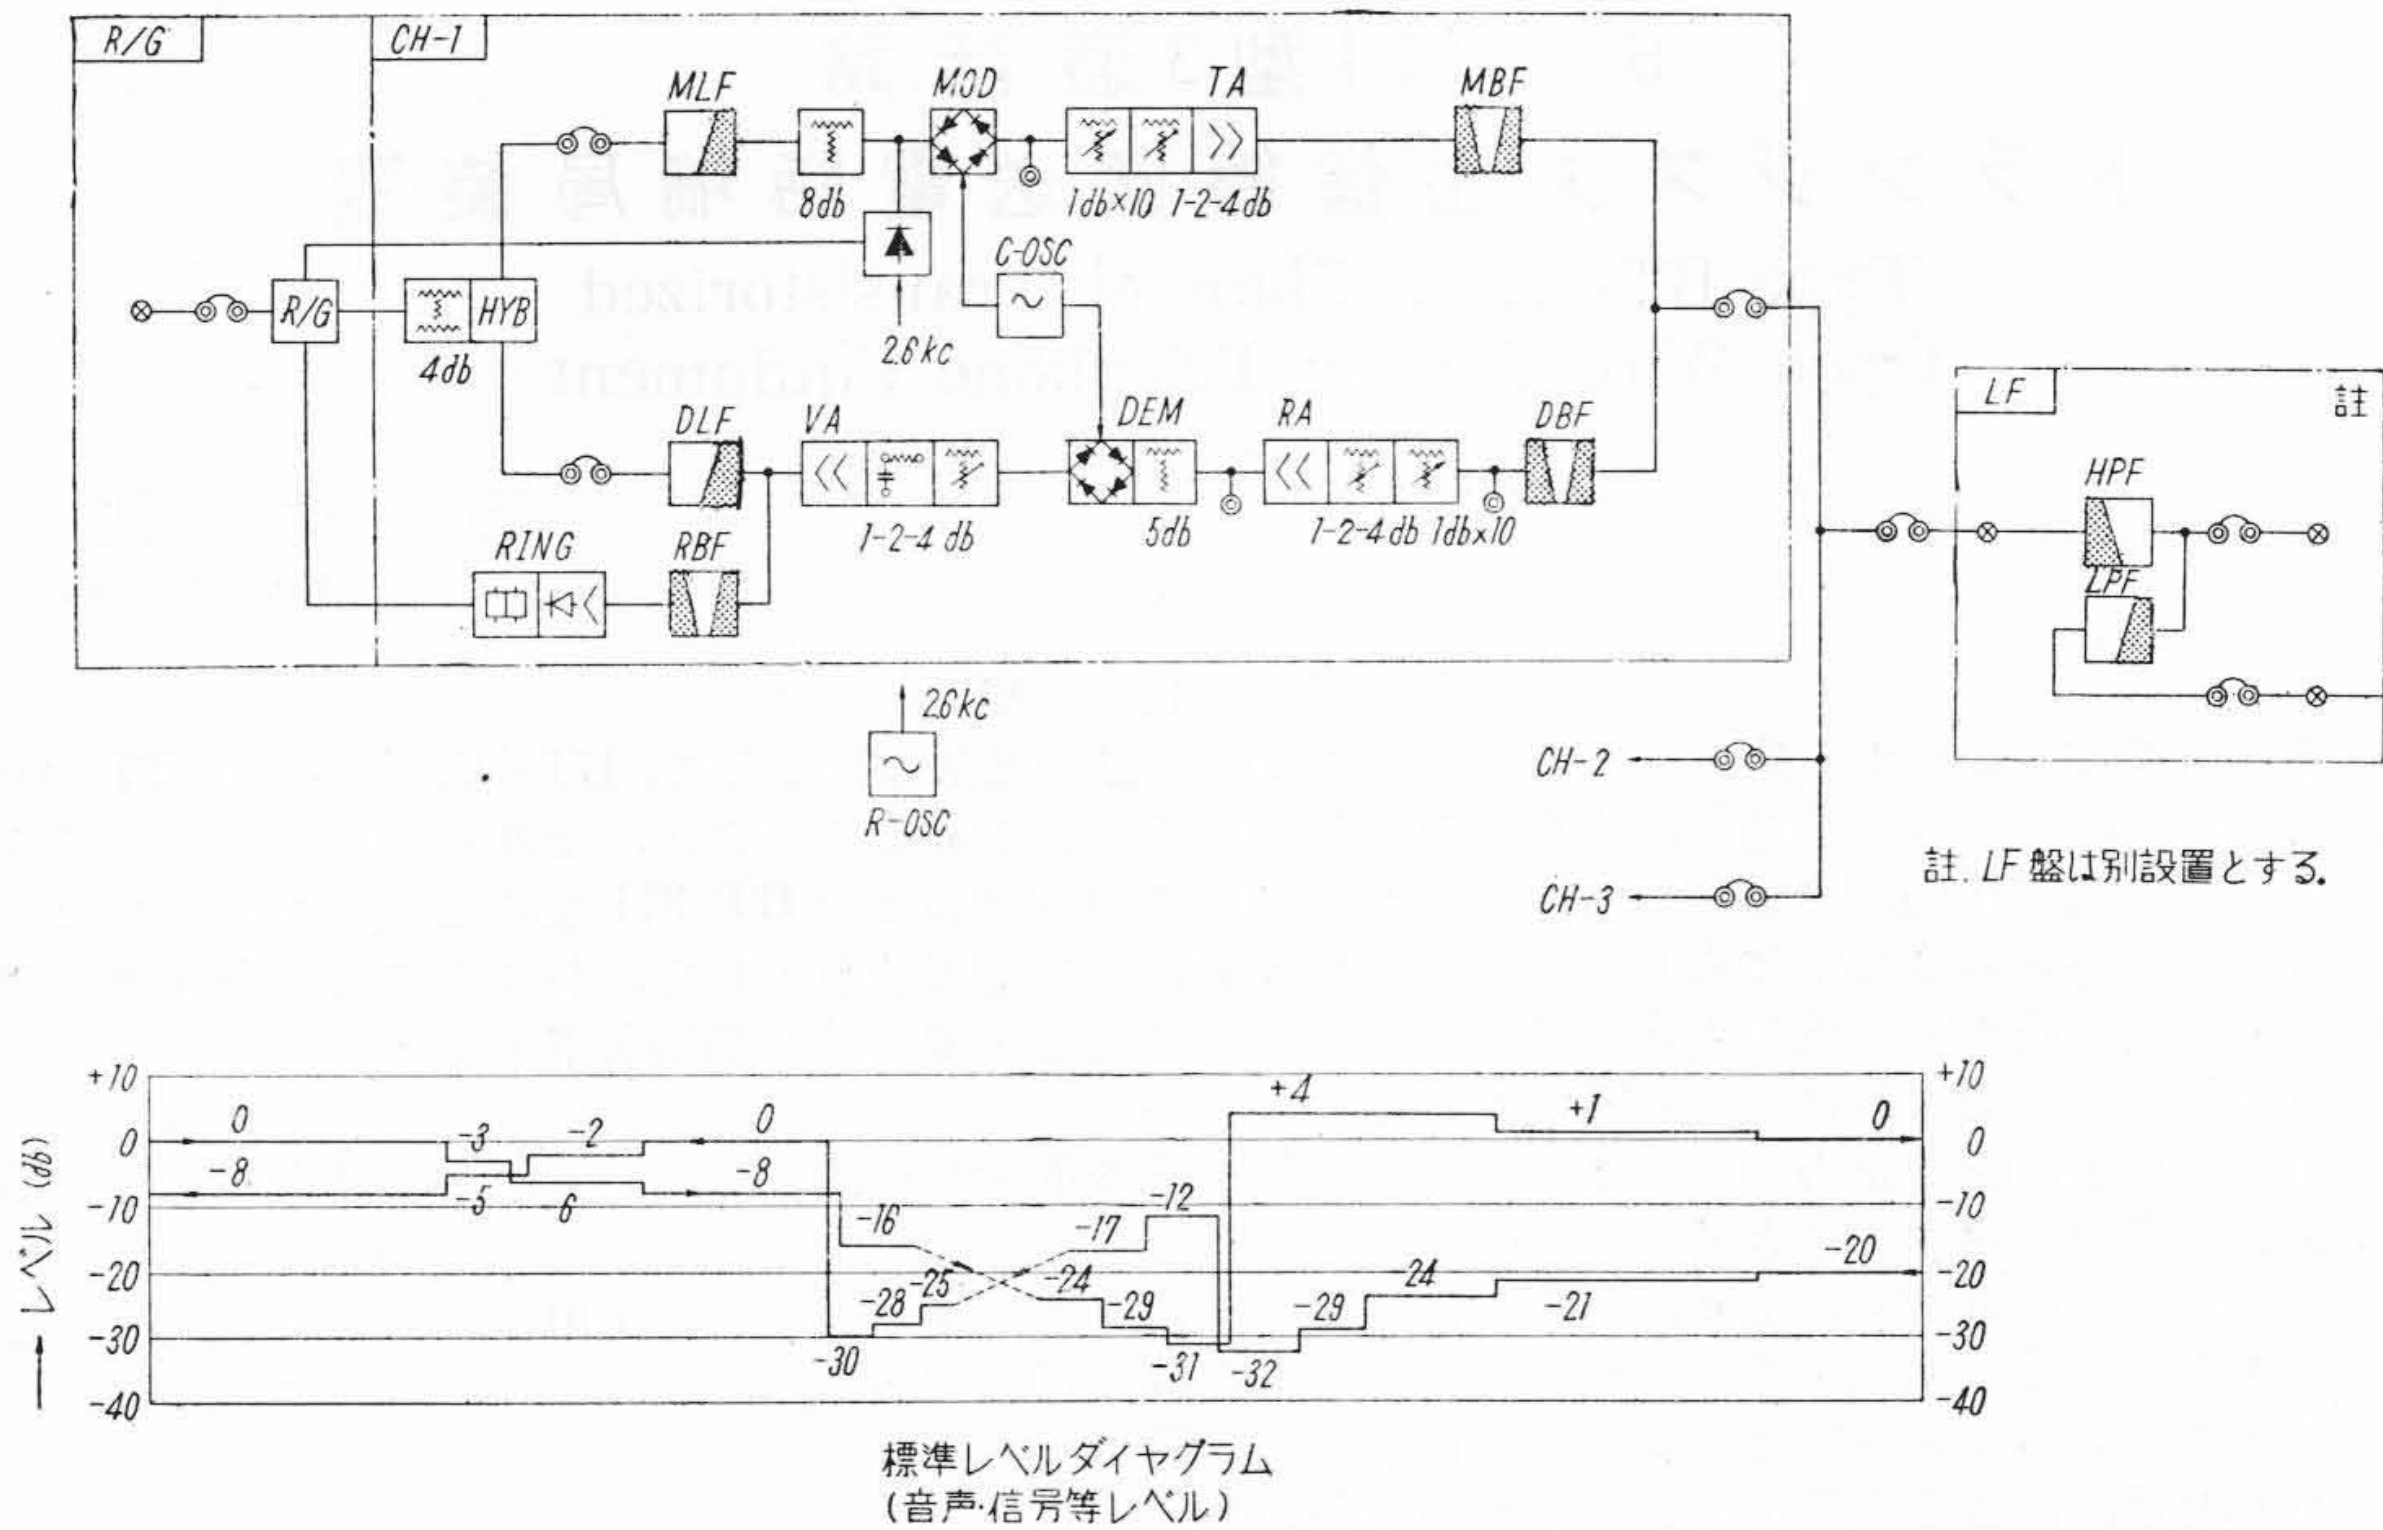 R/G
CH-1
MLF
MOD
TA
MBF
8db
1db×10
1-2-4db
C-OSC
R/G
HYB
4db
2.6kc
DLF
VA
DEM
RA
DBF
1-2-4 db
5db
1-2-4db
1db×10
RING
RBF
LF
註
HPF
LPF
2.6kc
R-OSC
CH-2
CH-3
註. LF盤は別設置とする.
+10
0
-10
-20
-30
-40
→レベル (db)
0
-3
-2
0
+4
+1
0
-8
-5
-6
-8
-16
-17
-12
-28
-25
-24
-29
-29
-24
-21
-20
-30
-31
-32
+10
0
-10
-20
-30
-40
標準レベルダイヤグラム
(音声・信号等レベル)